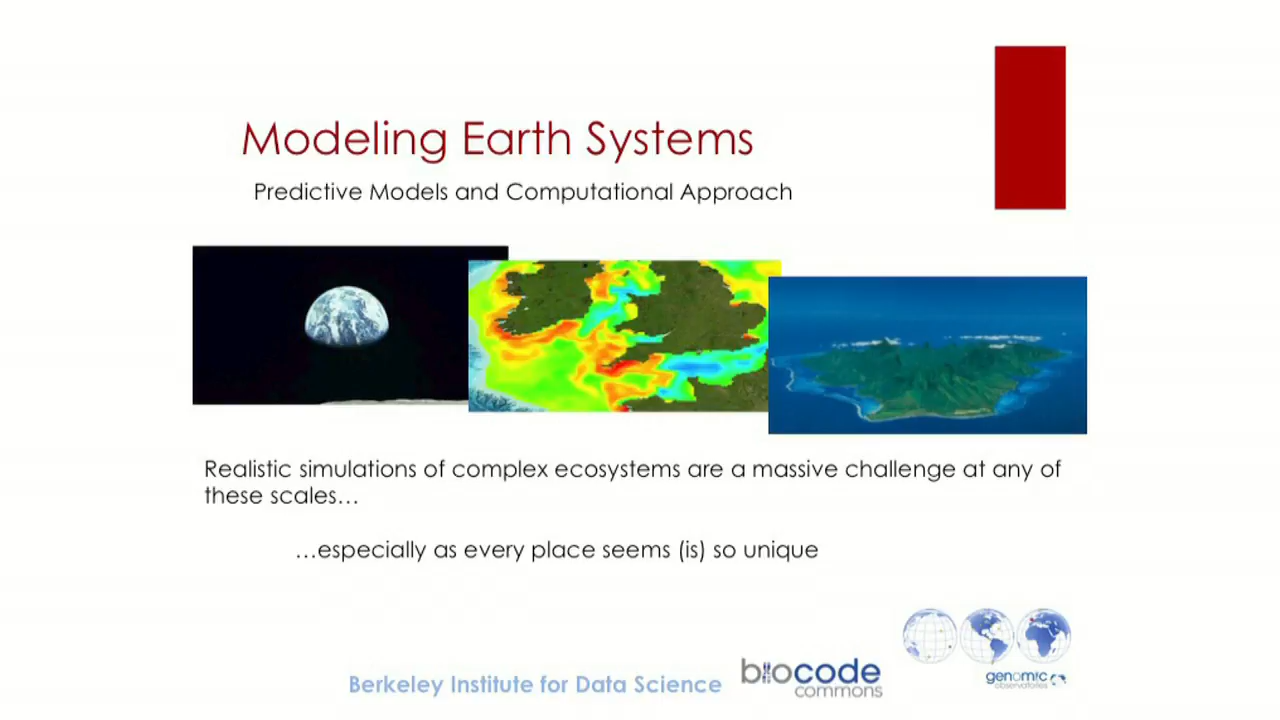 Modeling Earth Systems
Predictive Models and Computational Approach
Realistic simulations of complex ecosystems are a massive challenge at any of
these scales…
…especially as every place seems (is) so unique
Berkeley Institute for Data Science
biocode
commons
genomic
observatories